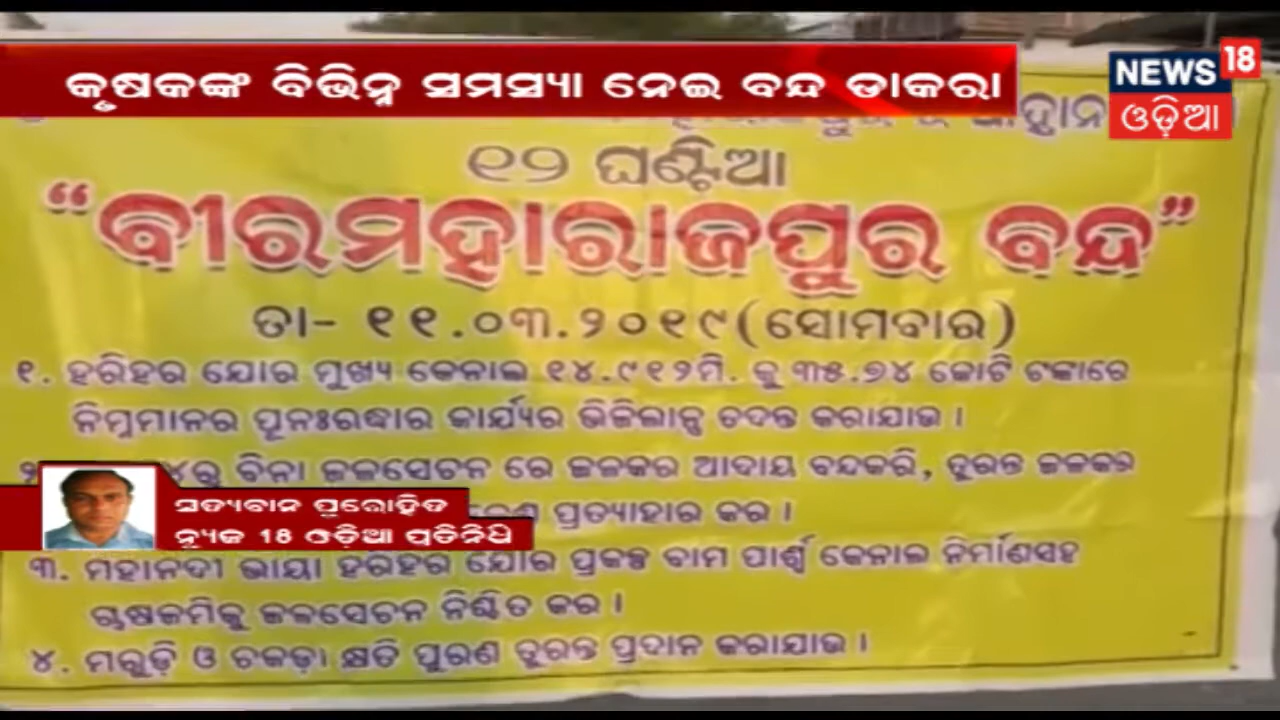 କୃଷକଙ୍କ ବିଭିନ୍ନ ସମସ୍ୟା ନେଇ ବନ୍ଦ ଡାକରା
NEWS 18
ଓଡ଼ିଆ
୧୨ ଘଣ୍ଟିଆ
“ବୀରମହାରାଜପୁର ବନ୍ଦ”
ତା- ୧୧.୦୩.୨୦୧୯(ସୋମବାର)
୧. ହରିହର ଯୋର ମୁଖ୍ୟ କେନାଲ ୧୪.୯୧୨ମି. କୁ ୩୫.୭୪ କୋଟି ଟଙ୍କାରେ
ନିମ୍ନମାନର ପୁନଃରଦ୍ଧାର କାର୍ଯ୍ୟର ଭିଜିଲାନ୍ସ ତଦନ୍ତ କରାଯାଉ ।
ବିନା ଜଳସେଚନ ରେ ଜଳକର ଆଦାୟ ବନ୍ଦକରି, ତୁରନ୍ତ ଜଳକର
ପ୍ରତ୍ୟାହାର କର ।
ସତ୍ୟବାନ ପୁରୋହିତ
ନ୍ୟୁଜ 18 ଓଡ଼ିଆ ପ୍ରତିନିଧି
୩. ମହାନଦୀ ଭାୟା ହରିହର ଯୋର ପ୍ରକଳ୍ପ ବାମ ପାର୍ଶ୍ଵ କେନାଲ ନିର୍ମାଣସହ
ଚାଷଜମିକୁ ଜଳସେଚନ ନିଶ୍ଚିତ କର ।
୪. ମରୁଡ଼ି ଓ ଚକଡ଼ା କ୍ଷତି ପୁରଣ ତୁରନ୍ତ ପ୍ରଦାନ କରାଯାଉ ।